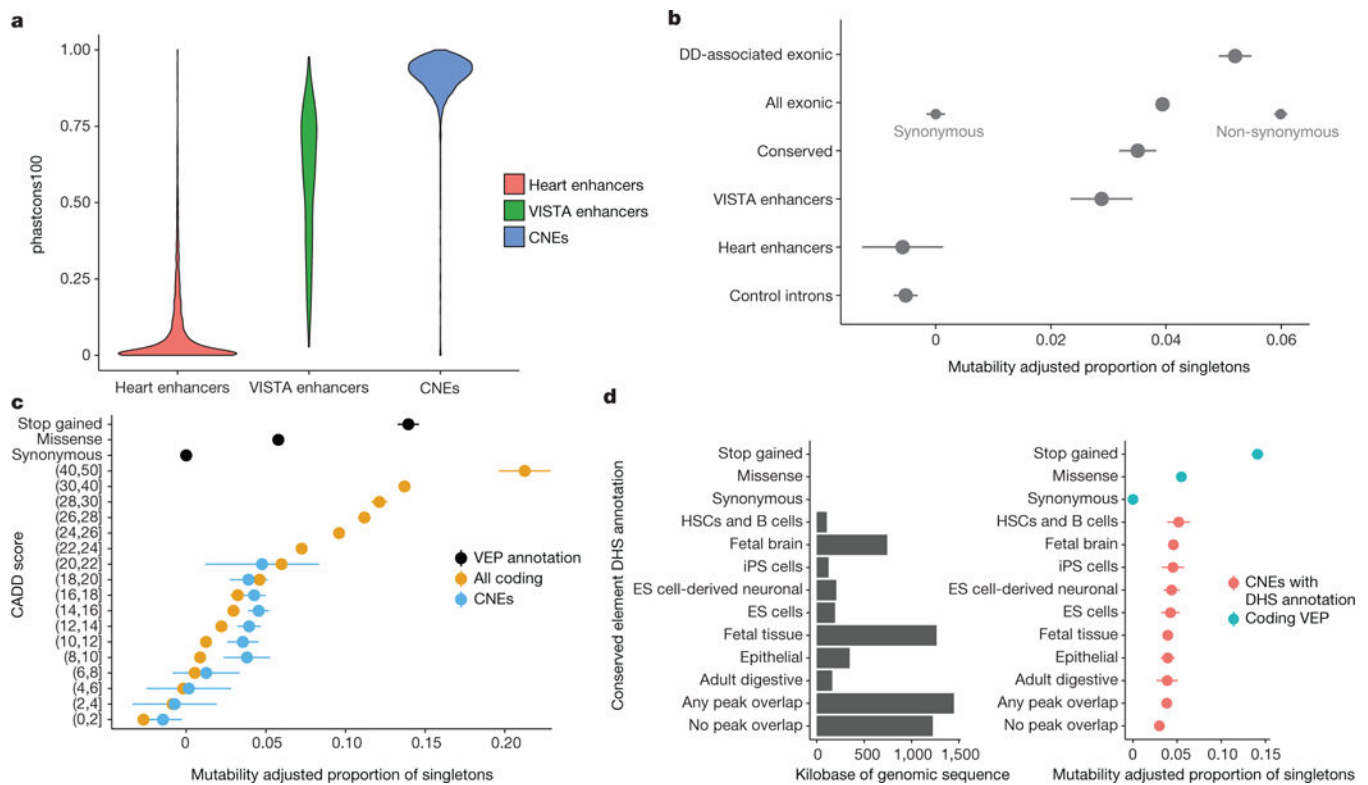 a
1.00
0.75
0.50
0.25
0
phastcons100
Heart enhancers
VISTA enhancers
CNEs
Heart enhancers
VISTA enhancers
CNEs
b
DD-associated exonic
All exonic
Synonymous
Non-synonymous
Conserved
VISTA enhancers
Heart enhancers
Control introns
0
0.02
0.04
0.06
Mutability adjusted proportion of singletons
c
CADD score
Stop gained
Missense
Synonymous
(40,50]
(30,40]
(28,30]
(26,28]
(24,26]
(22,24]
(20,22]
(18,20]
(16,18]
(14,16]
(12,14]
(10,12]
(8,10]
(6,8]
(4,6]
(2,4]
(0,2]
VEP annotation
All coding
CNEs
0
0.05
0.10
0.15
0.20
Mutability adjusted proportion of singletons
d
Conserved element DHS annotation
Stop gained
Missense
Synonymous
HSCs and B cells
Fetal brain
iPS cells
ES cell-derived neuronal
ES cells
Fetal tissue
Epithelial
Adult digestive
Any peak overlap
No peak overlap
0
500
1,000
1,500
Kilobase of genomic sequence
Stop gained
Missense
Synonymous
HSCs and B cells
Fetal brain
iPS cells
ES cell-derived neuronal
ES cells
Fetal tissue
Epithelial
Adult digestive
Any peak overlap
No peak overlap
CNEs with
DHS annotation
Coding VEP
0
0.05
0.10
0.15
Mutability adjusted proportion of singletons